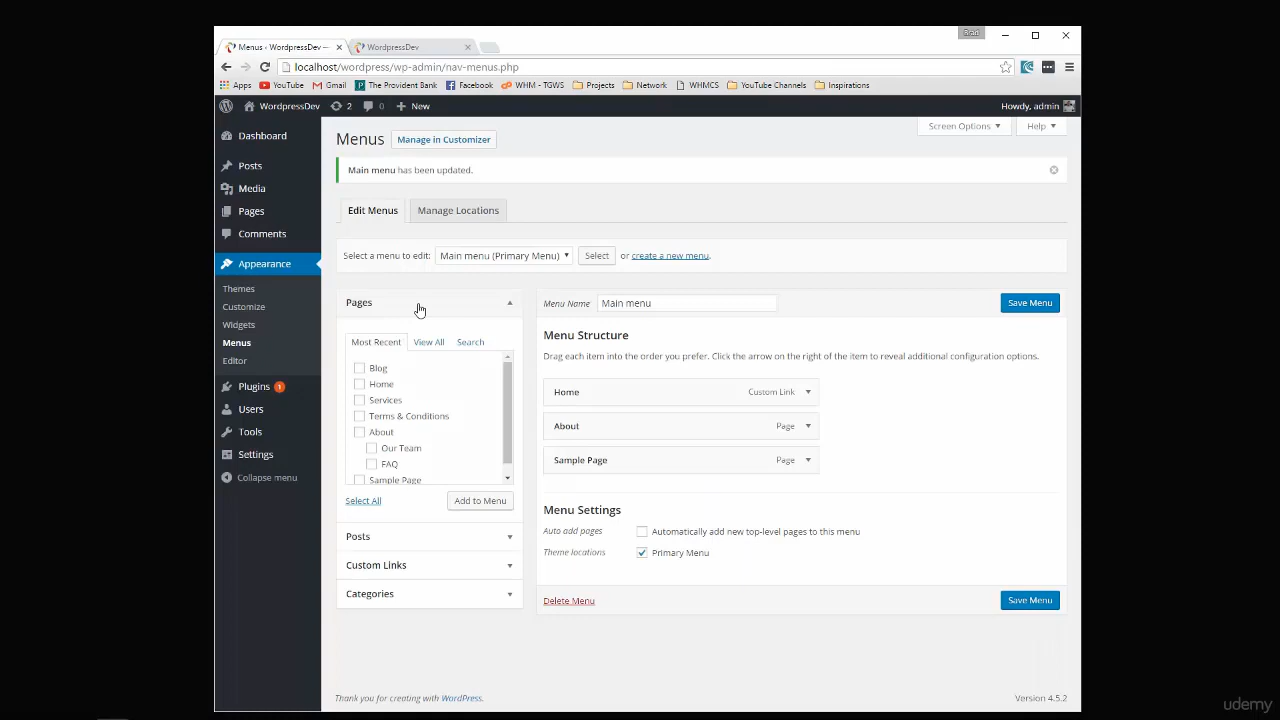 Brad
Menus ‹ WordpressDev — ×
WordpressDev ×
localhost/wordpress/wp-admin/nav-menus.php
Apps YouTube Gmail The Provident Bank Facebook WHM - TGWS Projects Network WHMCS YouTube Channels Inspirations
WordpressDev 2 0 + New Howdy, admin
Screen Options Help
Dashboard
Posts
Media
Pages
Comments
Appearance
Themes
Customize
Widgets
Menus
Editor
Plugins 1
Users
Tools
Settings
Collapse menu
Menus Manage in Customizer
Main menu has been updated.
Edit Menus Manage Locations
Select a menu to edit: Main menu (Primary Menu) Select or create a new menu.
Pages
Most Recent View All Search
Blog
Home
Services
Terms & Conditions
About
Our Team
FAQ
Sample Page
Select All Add to Menu
Posts
Custom Links
Categories
Menu Name Main menu Save Menu
Menu Structure
Drag each item into the order you prefer. Click the arrow on the right of the item to reveal additional configuration options.
Home Custom Link
About Page
Sample Page Page
Menu Settings
Auto add pages Automatically add new top-level pages to this menu
Theme locations Primary Menu
Delete Menu Save Menu
Thank you for creating with WordPress. Version 4.5.2
udemy